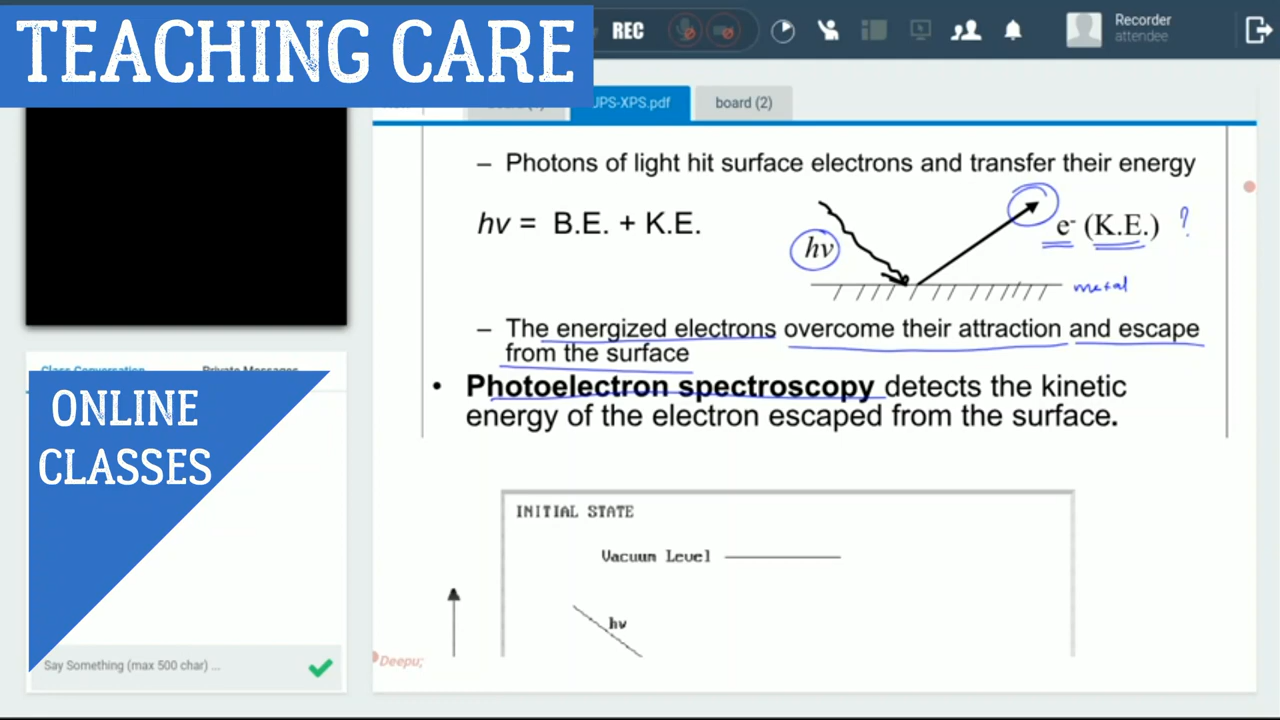 TEACHING CARE
REC
Recorder
attendee
UPS-XPS.pdf
board (2)
– Photons of light hit surface electrons and transfer their energy
hν = B.E. + K.E.
hν
e- (K.E.) ?
metal
– The energized electrons overcome their attraction and escape
from the surface
• Photoelectron spectroscopy detects the kinetic
energy of the electron escaped from the surface.
ONLINE
CLASSES
INITIAL STATE
Vacuum Level
hν
Say Something (max 500 char) ...
Deepu;